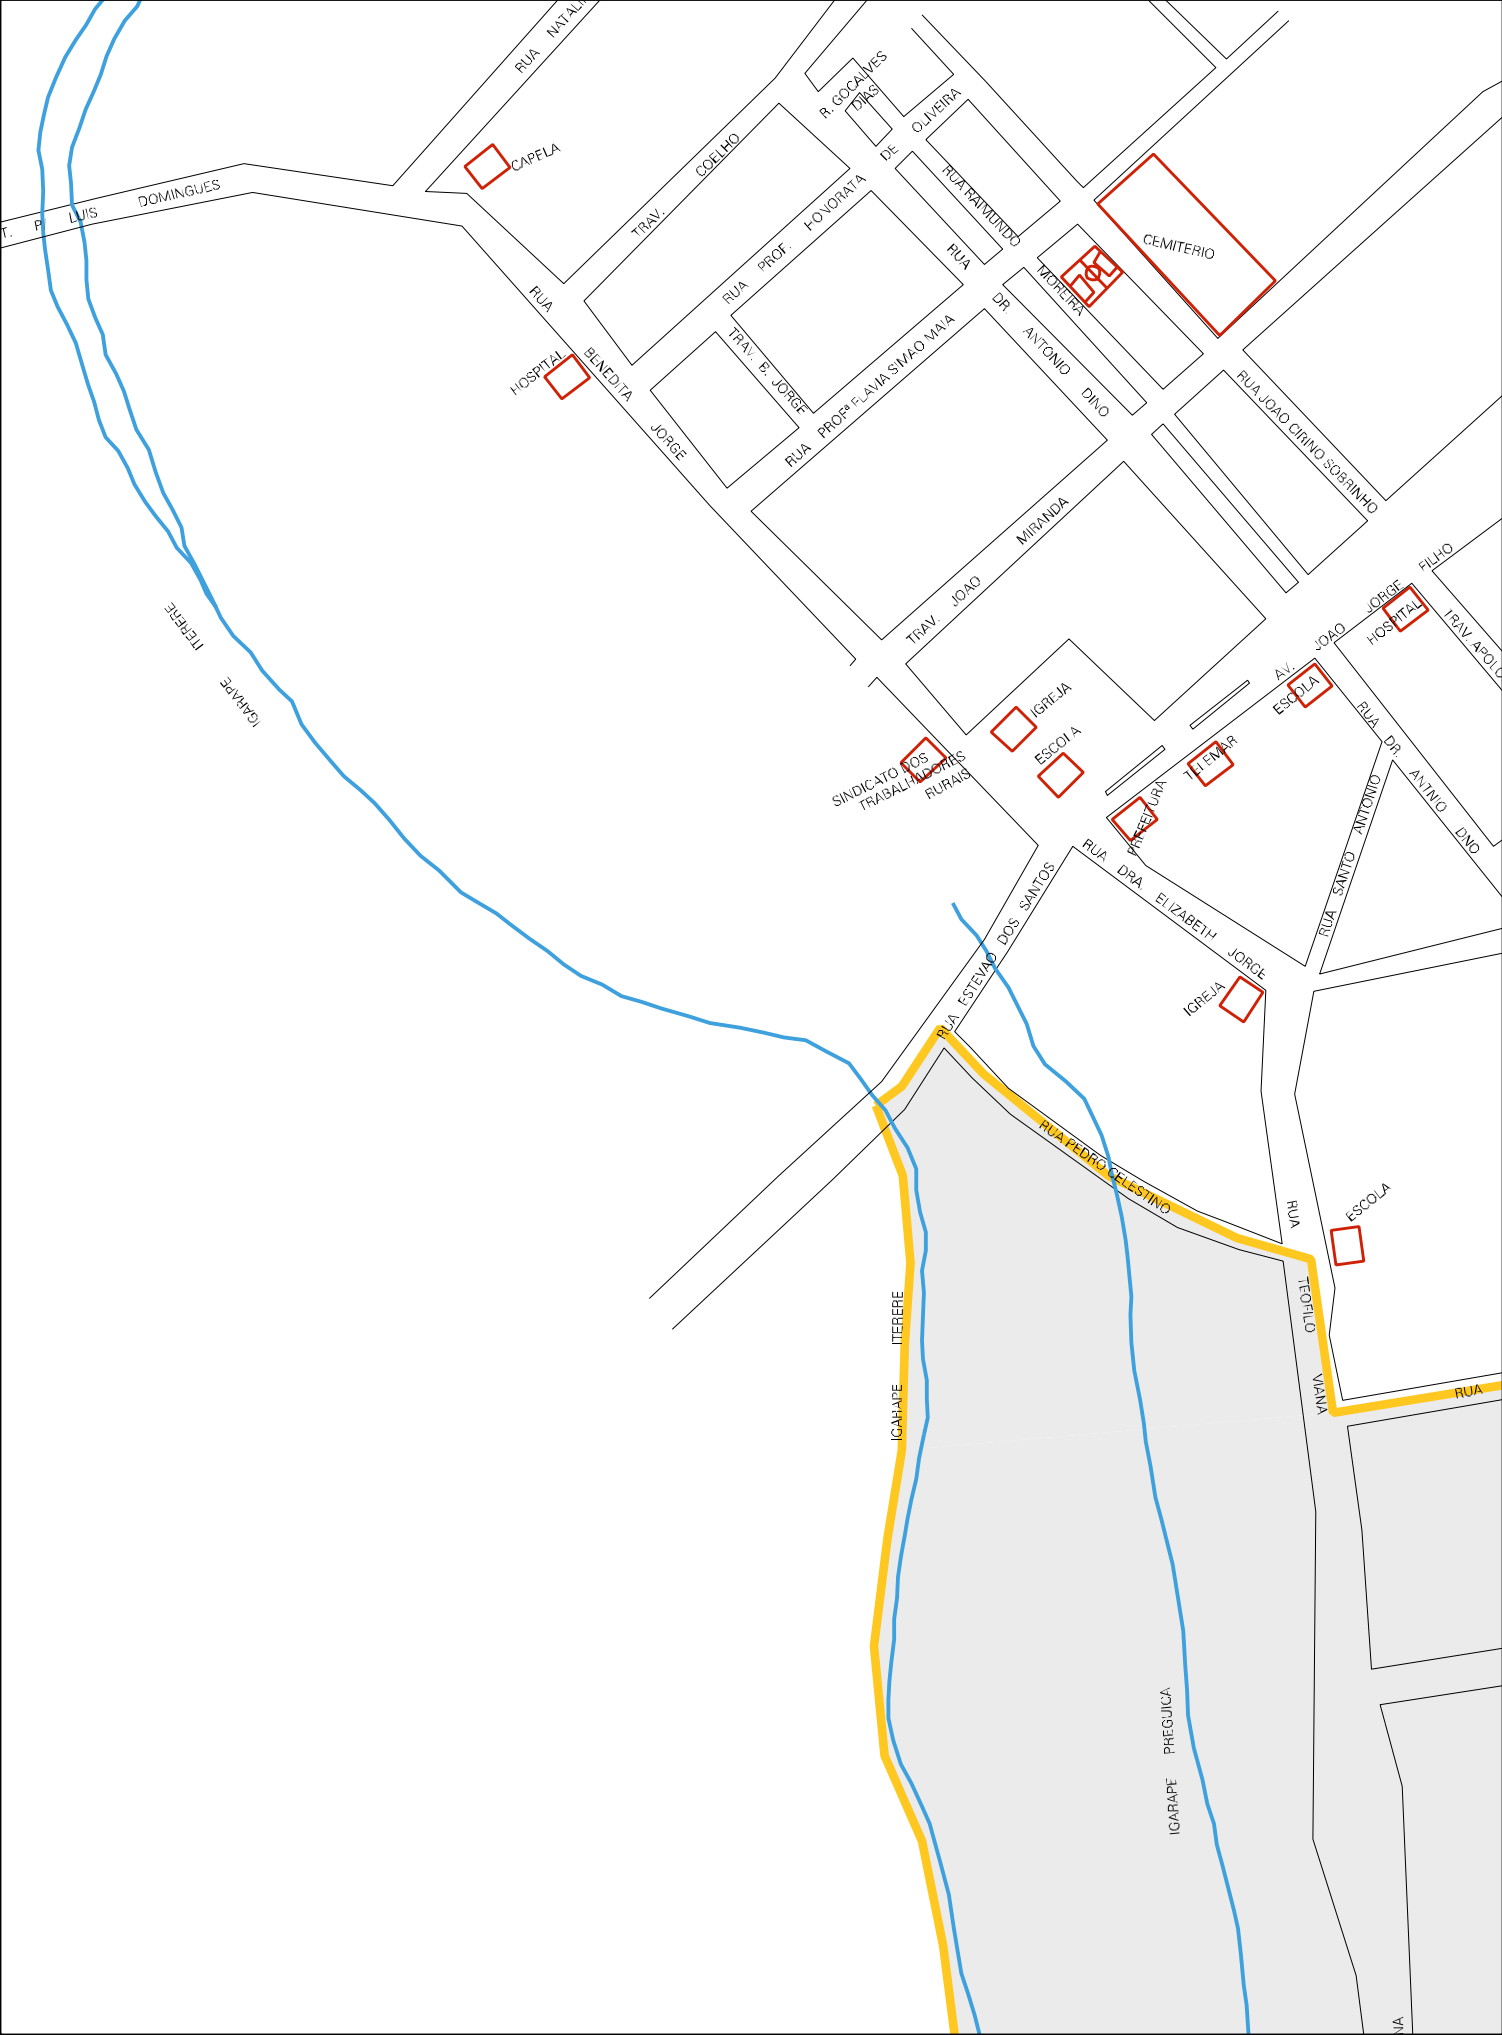 RUA NATALI
CAPELA
T. P. LUIS DOMINGUES
TRAV. COELHO
R. GOCALVES
DIAS
DE OLIVEIRA
RUA RAIMUNDO
MOREIRA
CEMITERIO
RUA PROF. HONORATA
RUA DR. ANTONIO DINO
RUA BENEDITA JORGE
HOSPITAL
TRAV. B. JORGE
RUA PROFª FLAVIA SIMAO MAIA
RUA JOAO CIRINO SOBRINHO
TRAV. JOAO MIRANDA
AV. JOAO JORGE FILHO
HOSPITAL
TRAV. APOLO
ITERERE
IGARAPE
IGREJA
ESCOLA
ESCOLA
TELEMAR
PREFEITURA
SINDICATO DOS
TRABALHADORES
RURAIS
RUA DR. ANTNIO DNO
RUA SANTO ANTONIO
RUA DRA. ELIZABETH JORGE
RUA ESTEVAO DOS SANTOS
IGREJA
RUA PEDRO CELESTINO
ESCOLA
RUA TEOFILO VIANA
RUA
IGARAPE ITERERE
IGARAPE PREGUICA
NA